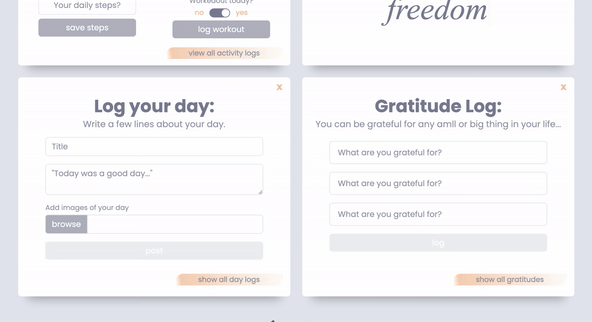 Your daily steps?
save steps
Workedout today?
no yes
log workout
view all activity logs
freedom
x
Log your day:
Write a few lines about your day.
Title
"Today was a good day..."
Add images of your day
browse
post
show all day logs
x
Gratitude Log:
You can be grateful for any amll or big thing in your life...
What are you grateful for?
What are you grateful for?
What are you grateful for?
log
show all gratitudes